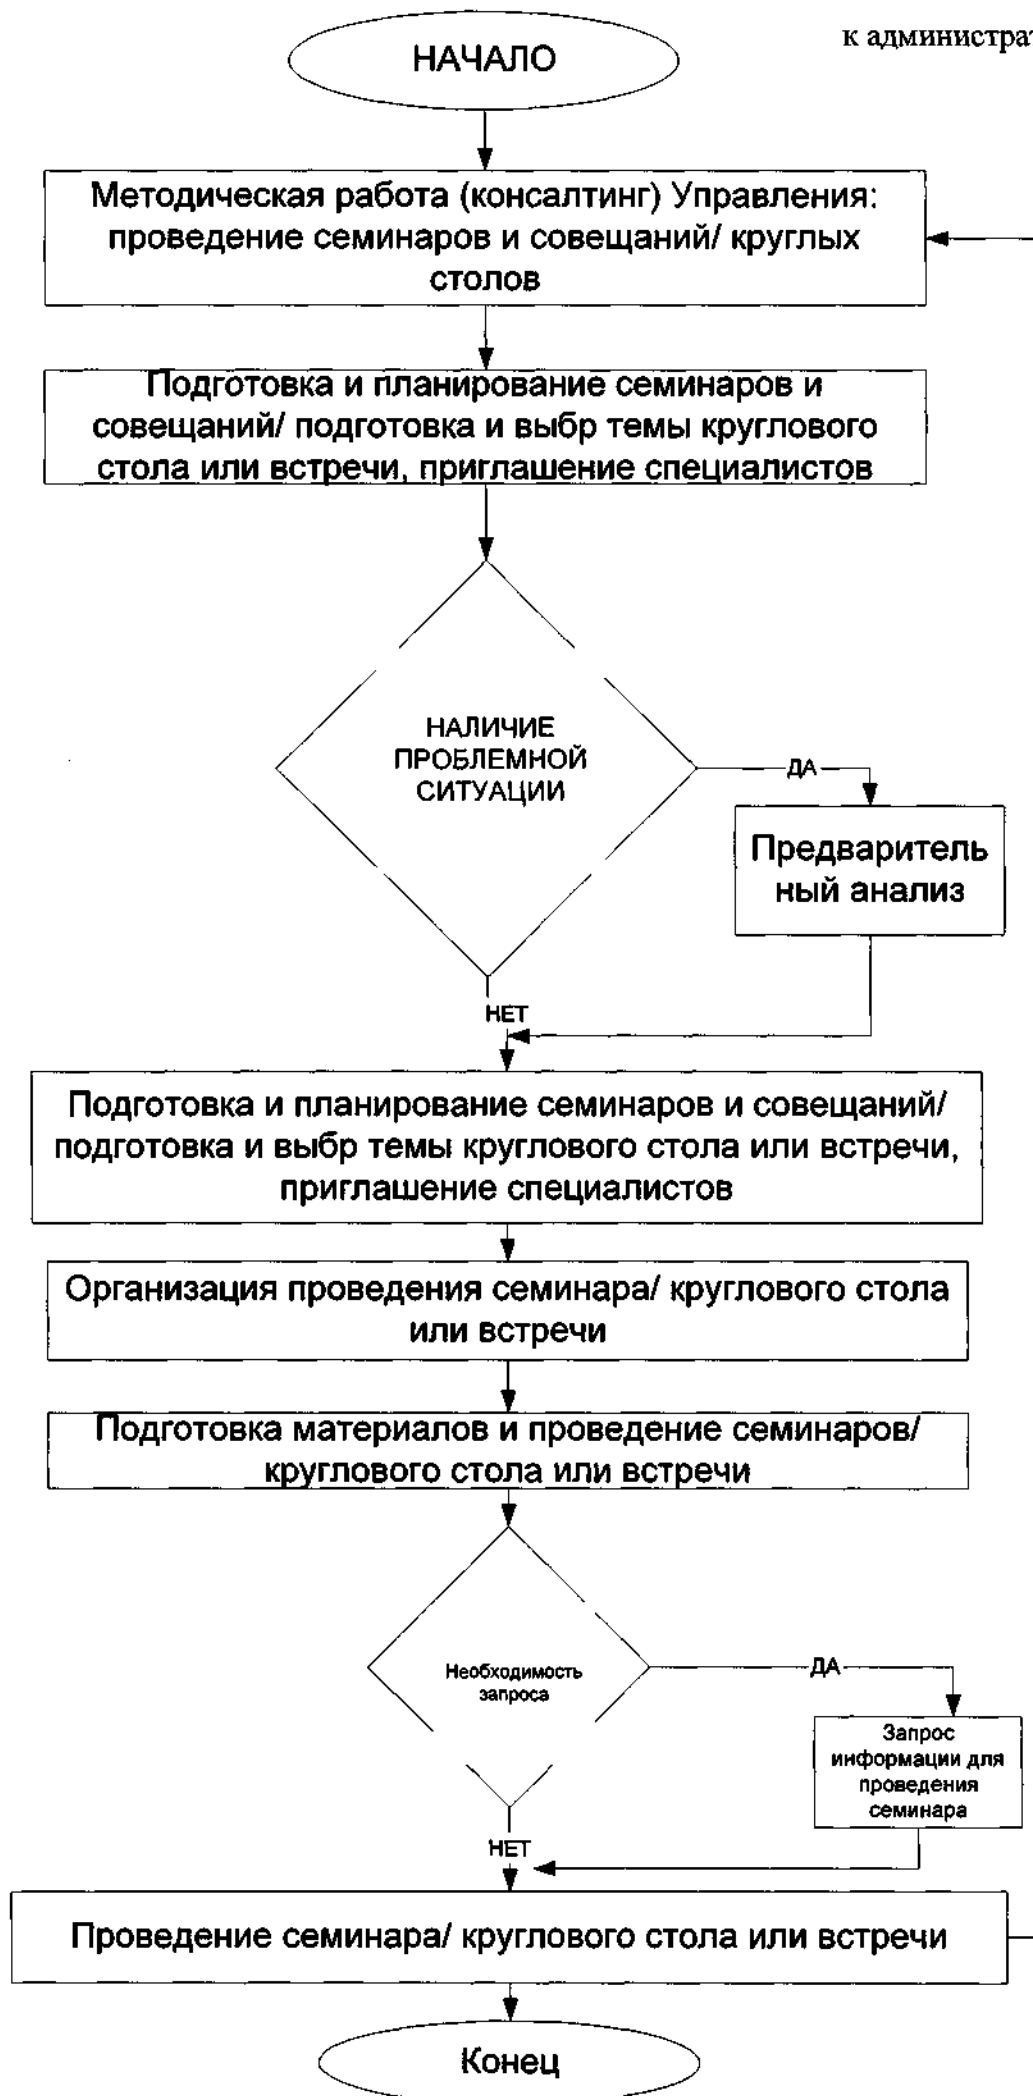 к администрат
НАЧАЛО
Методическая работа (консалтинг) Управления:
проведение семинаров и совещаний/ круглых
столов
Подготовка и планирование семинаров и
совещаний/ подготовка и выбр темы круглового
стола или встречи, приглашение специалистов
НАЛИЧИЕ
ПРОБЛЕМНОЙ
СИТУАЦИИ
ДА
Предваритель
ный анализ
НЕТ
Подготовка и планирование семинаров и совещаний/
подготовка и выбр темы круглового стола или встречи,
приглашение специалистов
Организация проведения семинара/ круглового стола
или встречи
Подготовка материалов и проведение семинаров/
круглового стола или встречи
Необходимость
запроса
ДА
Запрос
информации для
проведения
семинара
НЕТ
Проведение семинара/ круглового стола или встречи
Конец